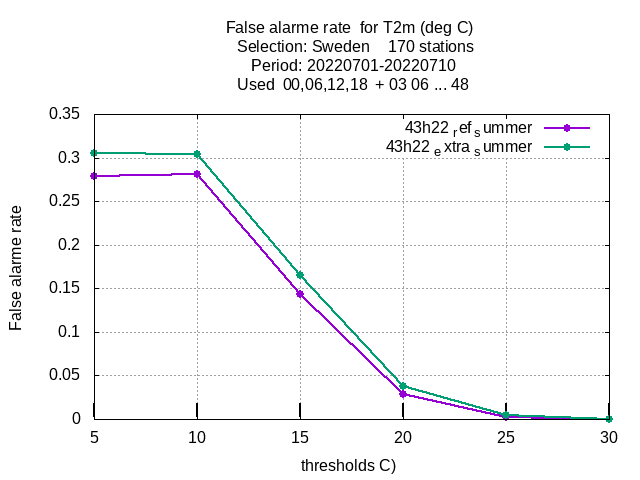 False alarme rate  for T2m (deg C)
Selection: Sweden    170 stations
Period: 20220701-20220710
Used  00,06,12,18  + 03 06 ... 48
0.35
0.3
0.25
0.2
0.15
0.1
0.05
0
False alarme rate
43h22 ref summer
43h22 extra summer
5 10 15 20 25 30
thresholds C)